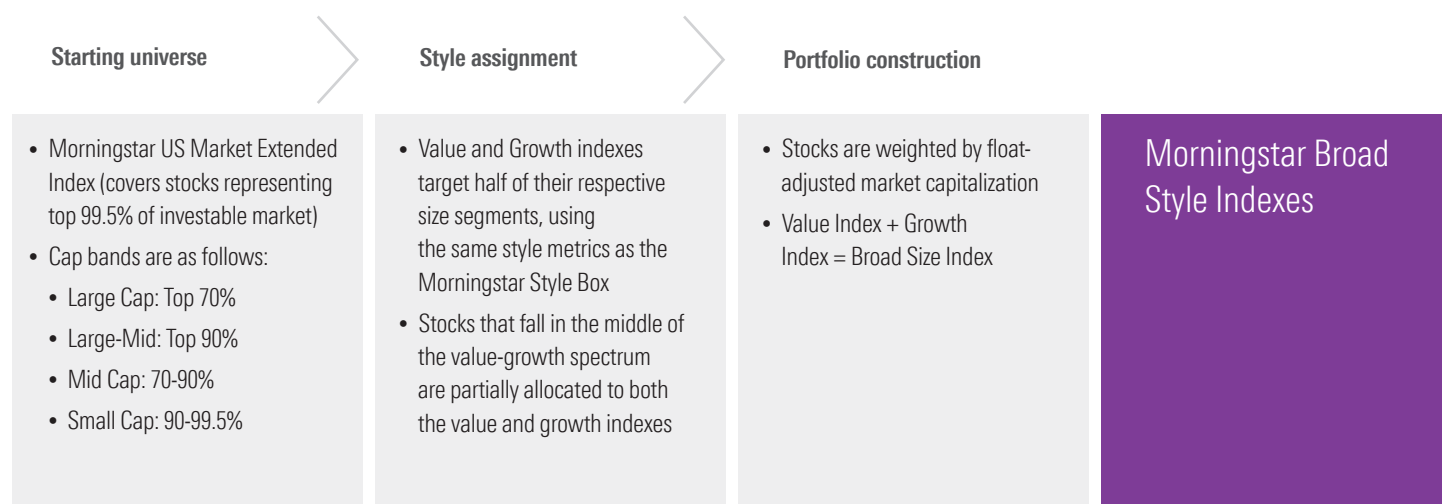 Starting universe
Style assignment
Portfolio construction
• Morningstar US Market Extended
Index (covers stocks representing
top 99.5% of investable market)
• Cap bands are as follows:
• Large Cap: Top 70%
• Large-Mid: Top 90%
• Mid Cap: 70-90%
• Small Cap: 90-99.5%
• Value and Growth indexes
target half of their respective
size segments, using
the same style metrics as the
Morningstar Style Box
• Stocks that fall in the middle of
the value-growth spectrum
are partially allocated to both
the value and growth indexes
• Stocks are weighted by float-
adjusted market capitalization
• Value Index + Growth
Index = Broad Size Index
Morningstar Broad
Style Indexes